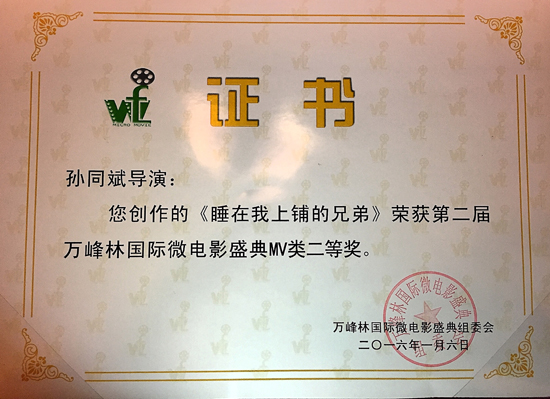 MICRO MOVIE
证书
孙同斌导演：
您创作的《睡在我上铺的兄弟》荣获第二届
万峰林国际微电影盛典MV类二等奖。
万峰林国际微电影盛典组委会
二〇一六年一月六日